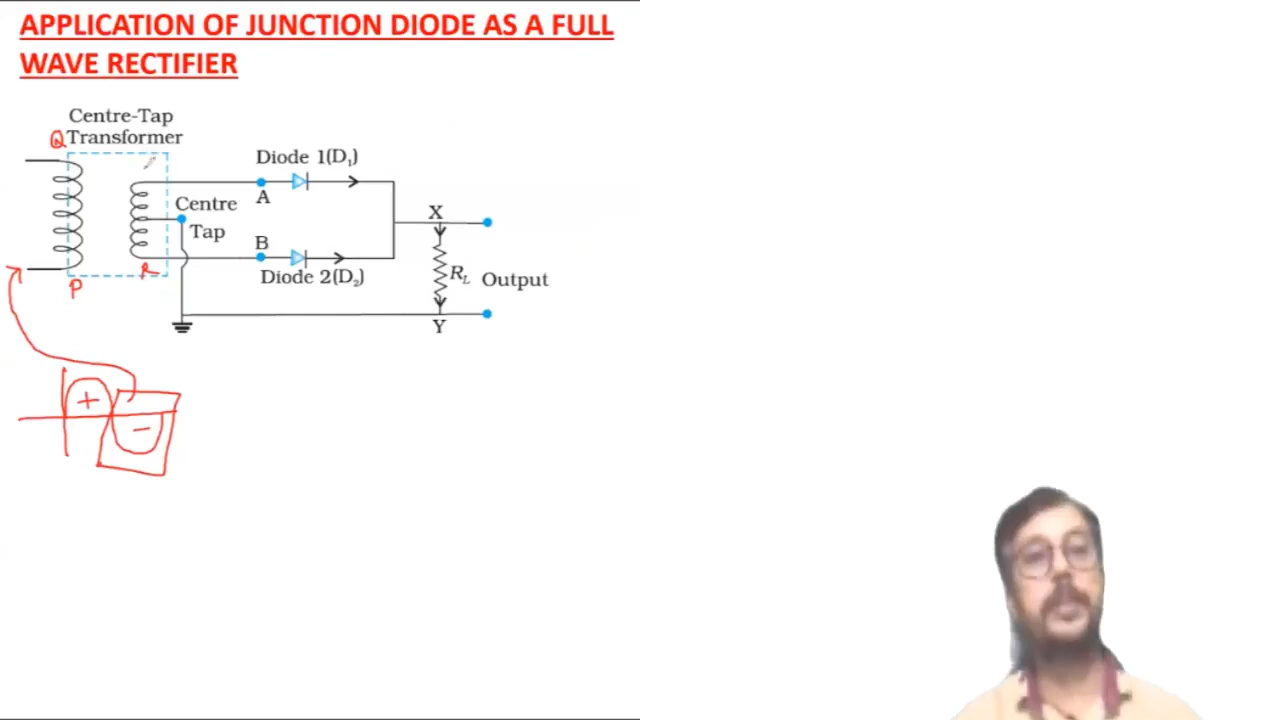 APPLICATION OF JUNCTION DIODE AS A FULL
WAVE RECTIFIER
Centre-Tap
Transformer
Q
Diode 1(D₁)
A
Centre
Tap
X
B
Diode 2(D₂)
R
P
R_L
Output
Y
+
−